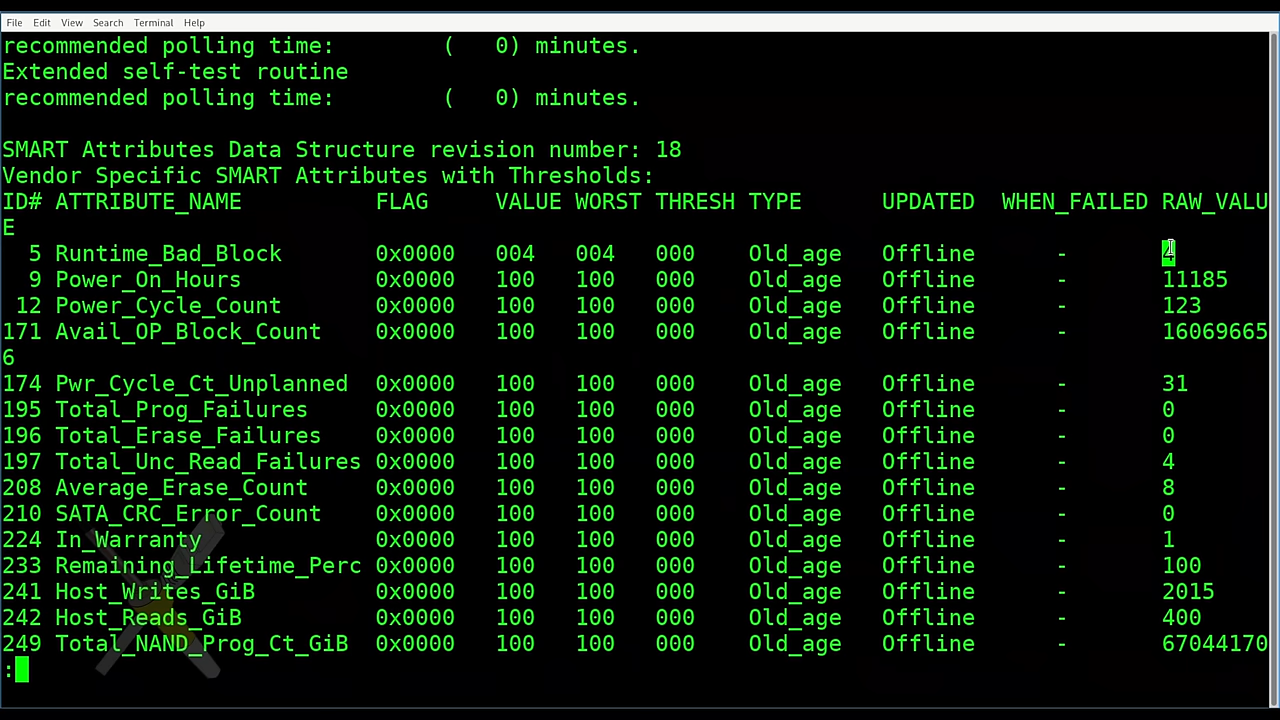 File Edit View Search Terminal Help
recommended polling time: ( 0) minutes.
Extended self-test routine
recommended polling time: ( 0) minutes.
SMART Attributes Data Structure revision number: 18
Vendor Specific SMART Attributes with Thresholds:
ID# ATTRIBUTE_NAME FLAG VALUE WORST THRESH TYPE UPDATED WHEN_FAILED RAW_VALU
E
5 Runtime_Bad_Block 0x0000 004 004 000 Old_age Offline - 4
9 Power_On_Hours 0x0000 100 100 000 Old_age Offline - 11185
12 Power_Cycle_Count 0x0000 100 100 000 Old_age Offline - 123
171 Avail_OP_Block_Count 0x0000 100 100 000 Old_age Offline - 16069665
6
174 Pwr_Cycle_Ct_Unplanned 0x0000 100 100 000 Old_age Offline - 31
195 Total_Prog_Failures 0x0000 100 100 000 Old_age Offline - 0
196 Total_Erase_Failures 0x0000 100 100 000 Old_age Offline - 0
197 Total_Unc_Read_Failures 0x0000 100 100 000 Old_age Offline - 4
208 Average_Erase_Count 0x0000 100 100 000 Old_age Offline - 8
210 SATA_CRC_Error_Count 0x0000 100 100 000 Old_age Offline - 0
224 In_Warranty 0x0000 100 100 000 Old_age Offline - 1
233 Remaining_Lifetime_Perc 0x0000 100 100 000 Old_age Offline - 100
241 Host_Writes_GiB 0x0000 100 100 000 Old_age Offline - 2015
242 Host_Reads_GiB 0x0000 100 100 000 Old_age Offline - 400
249 Total_NAND_Prog_Ct_GiB 0x0000 100 100 000 Old_age Offline - 67044170
: